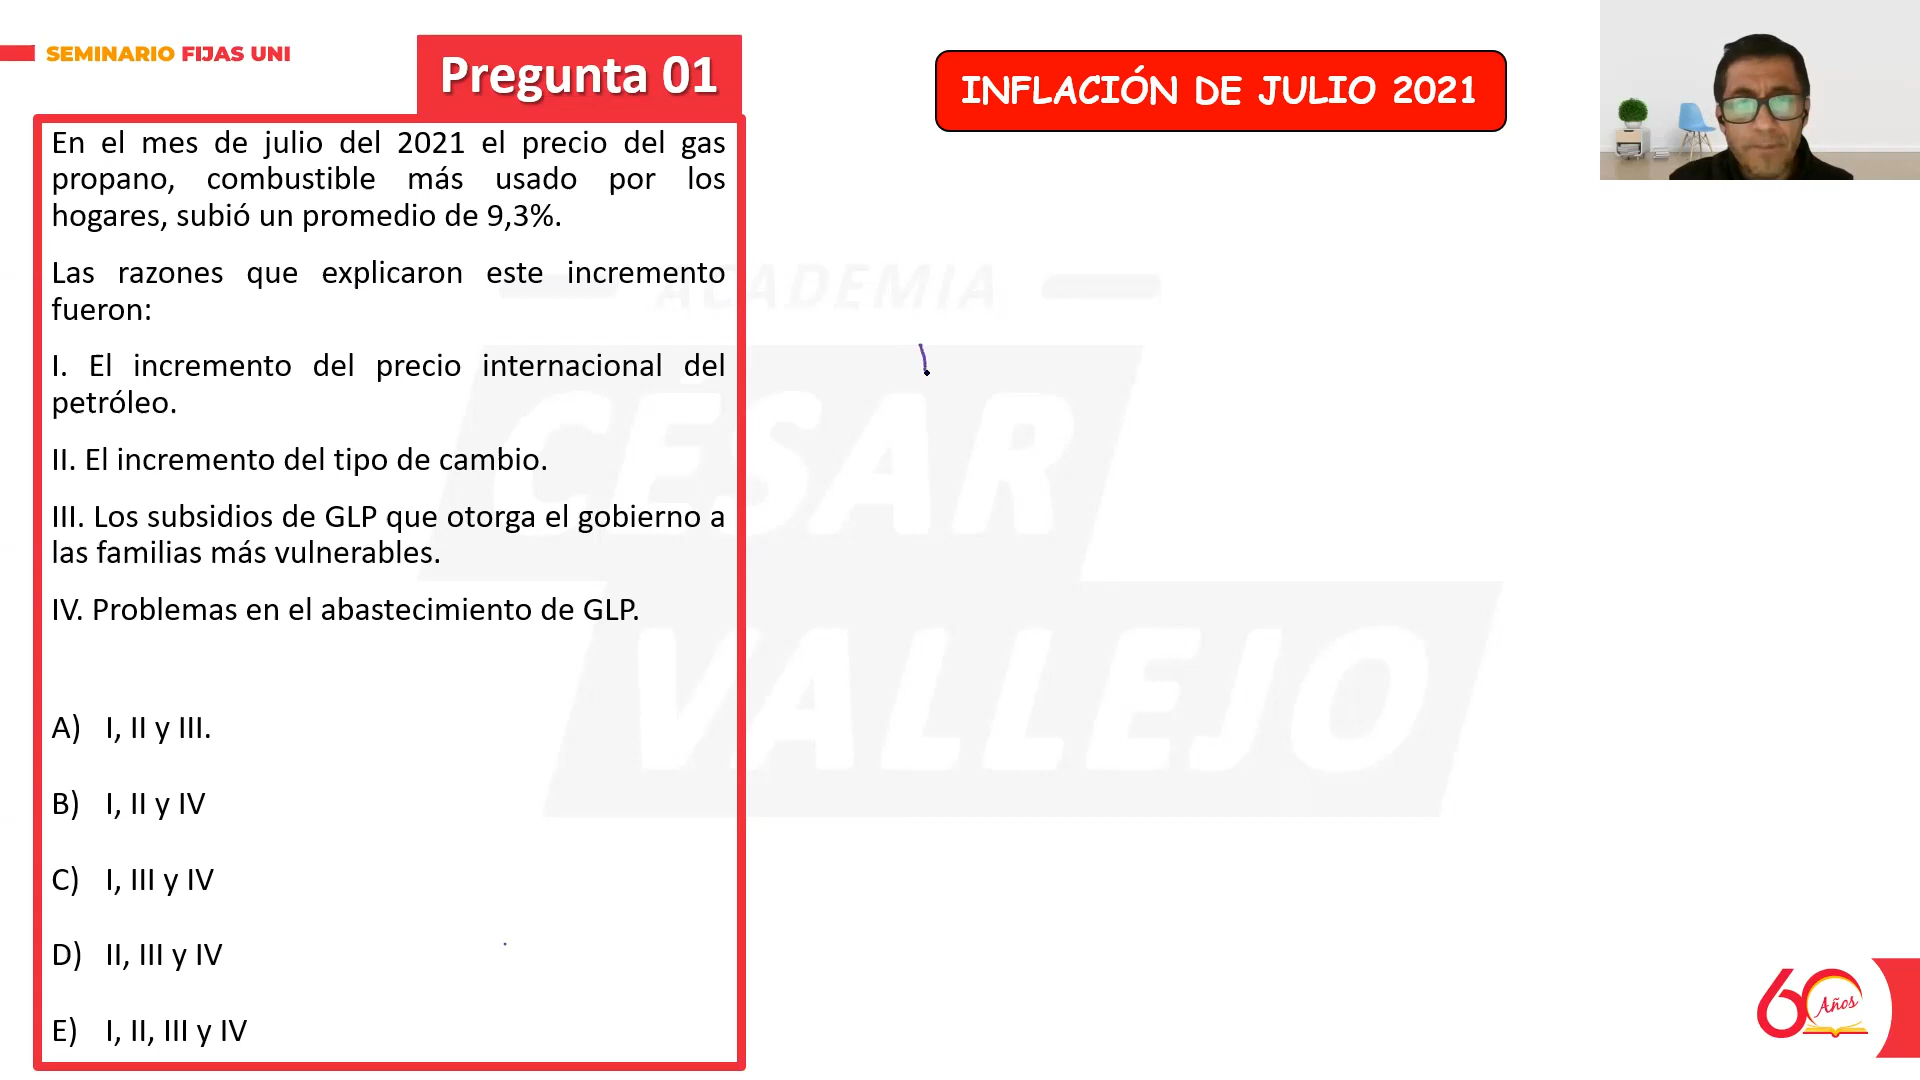 SEMINARIO FIJAS UNI
Pregunta 01
INFLACIÓN DE JULIO 2021
En el mes de julio del 2021 el precio del gas
propano, combustible más usado por los
hogares, subió un promedio de 9,3%.
Las razones que explicaron este incremento
fueron:
I. El incremento del precio internacional del
petróleo.
II. El incremento del tipo de cambio.
III. Los subsidios de GLP que otorga el gobierno a
las familias más vulnerables.
IV. Problemas en el abastecimiento de GLP.
A) I, II y III.
B) I, II y IV
C) I, III y IV
D) II, III y IV
E) I, II, III y IV
ACADEMIA
CÉSAR
VALLEJO
60 Años